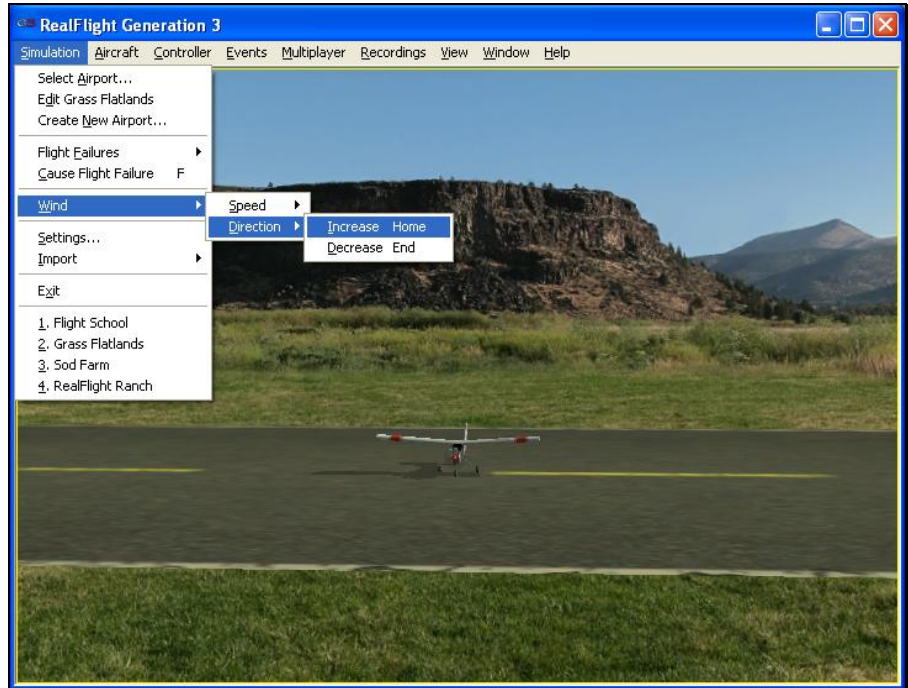 RealFlight Generation 3
Simulation Aircraft Controller Events Multiplayer Recordings View Window Help
Select Airport...
Edit Grass Flatlands
Create New Airport...
Flight Failures
Cause Flight Failure F
Wind
Speed
Direction
Increase Home
Decrease End
Settings...
Import
Exit
1. Flight School
2. Grass Flatlands
3. Sod Farm
4. RealFlight Ranch